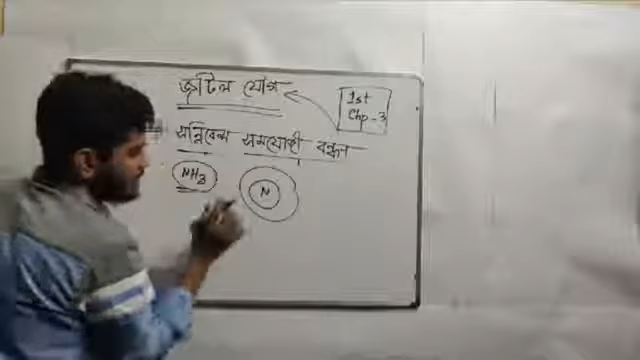 জটিল যৌগ
1st
Chp-3
সন্নিবেশ সমযোজী বন্ধন
NH3
N